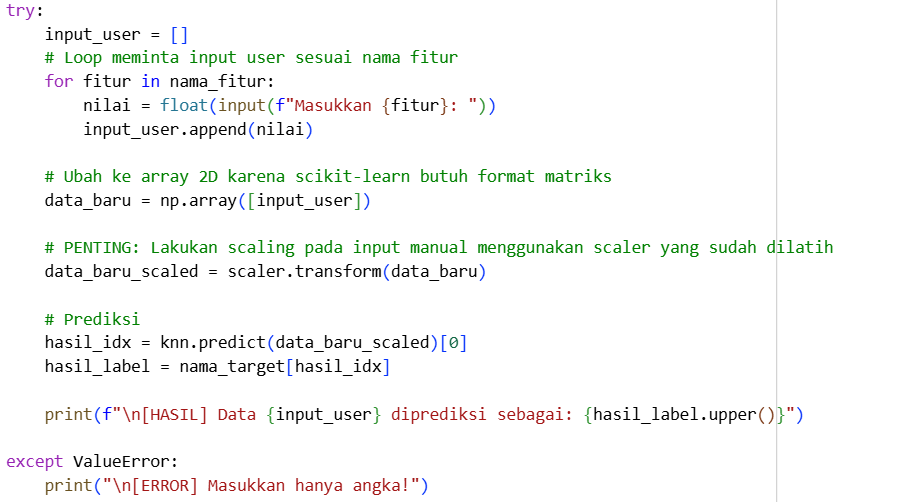 try:
    input_user = []
    # Loop meminta input user sesuai nama fitur
    for fitur in nama_fitur:
        nilai = float(input(f"Masukkan {fitur}: "))
        input_user.append(nilai)

    # Ubah ke array 2D karena scikit-learn butuh format matriks
    data_baru = np.array([input_user])

    # PENTING: Lakukan scaling pada input manual menggunakan scaler yang sudah dilatih
    data_baru_scaled = scaler.transform(data_baru)

    # Prediksi
    hasil_idx = knn.predict(data_baru_scaled)[0]
    hasil_label = nama_target[hasil_idx]

    print(f"\n[HASIL] Data {input_user} diprediksi sebagai: {hasil_label.upper()}")

except ValueError:
    print("\n[ERROR] Masukkan hanya angka!")